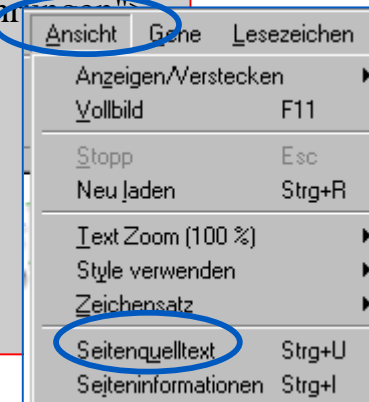 Ansicht Gehe Lesezeichen
Anzeigen/Verstecken
Vollbild F11
Stopp Esc
Neu laden Strg+R
Text Zoom (100 %)
Style verwenden
Zeichensatz
Seitenquelltext Strg+U
Seiteninformationen Strg+I